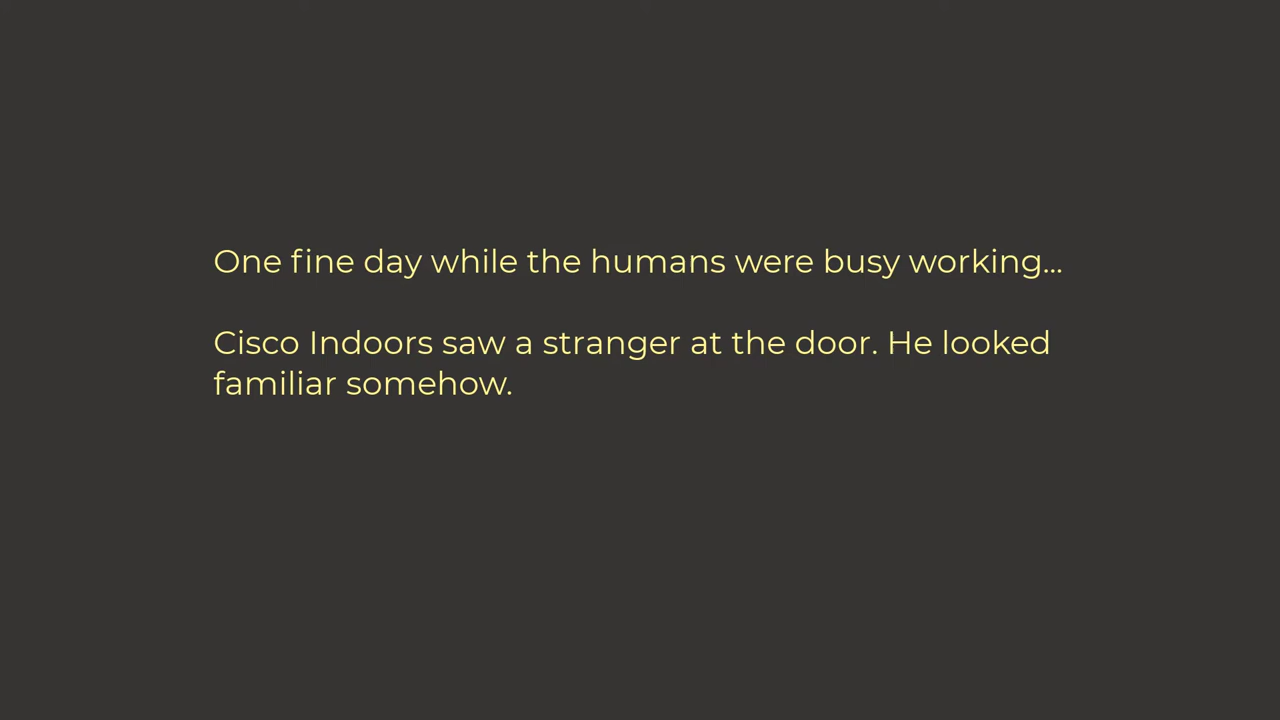 One fine day while the humans were busy working...
Cisco Indoors saw a stranger at the door. He looked
familiar somehow.